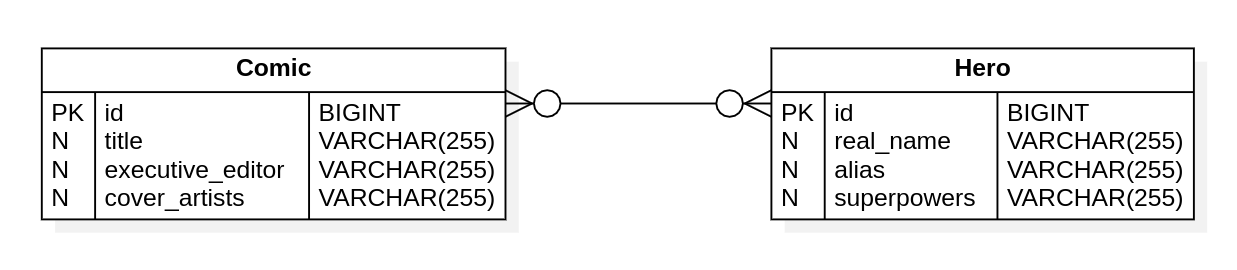 Comic
PK id BIGINT
N title VARCHAR(255)
N executive_editor VARCHAR(255)
N cover_artists VARCHAR(255)
Hero
PK id BIGINT
N real_name VARCHAR(255)
N alias VARCHAR(255)
N superpowers VARCHAR(255)